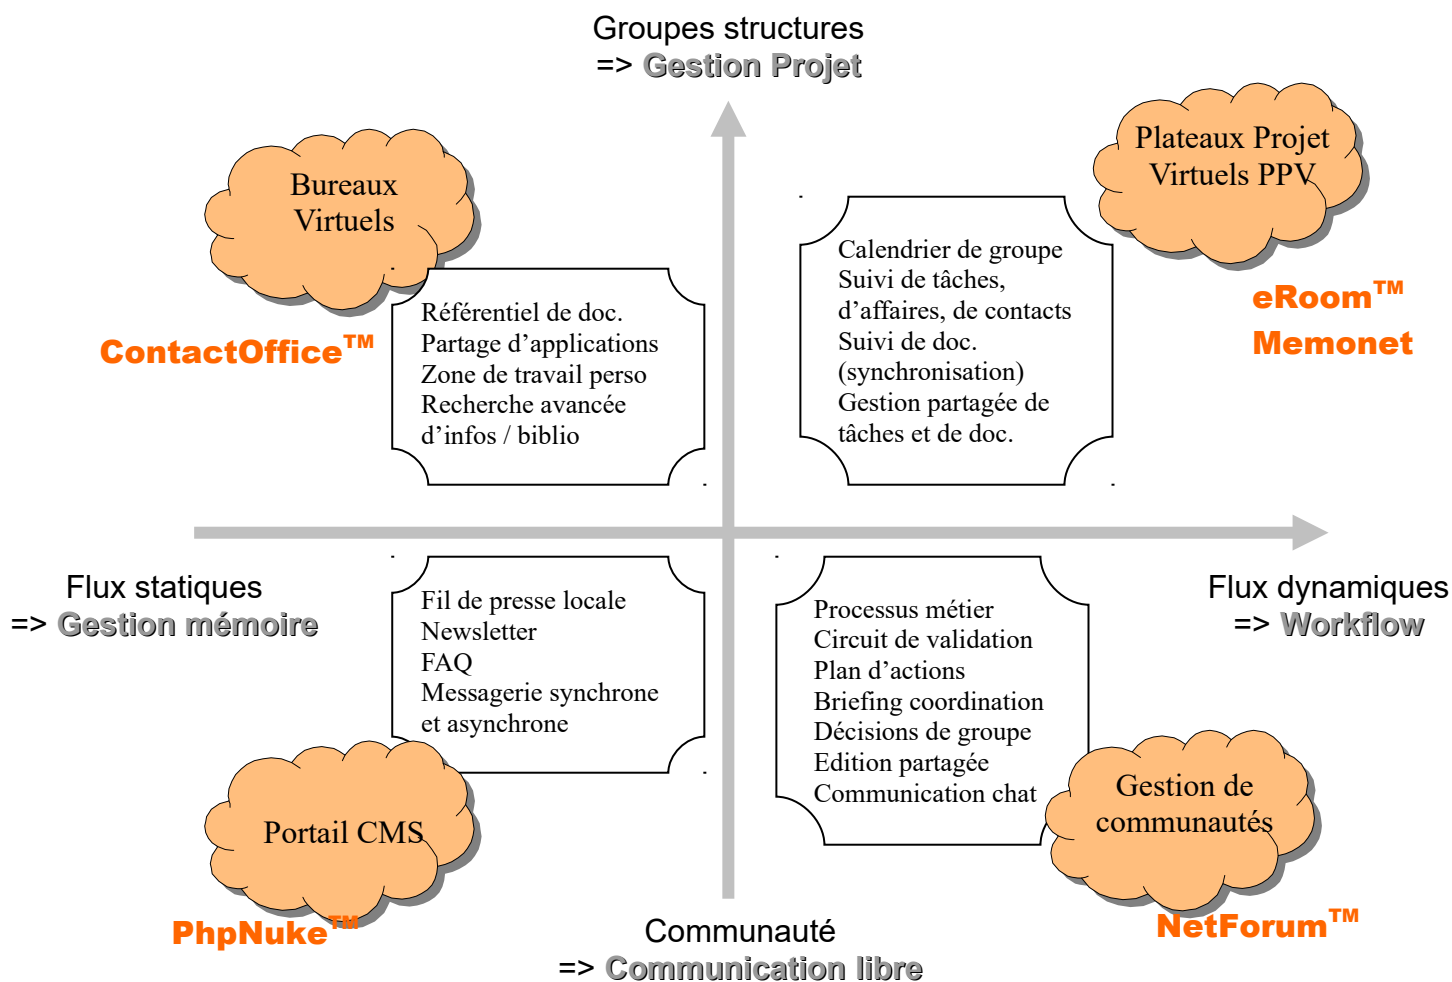 Groupes structures
=> Gestion Projet
Bureaux
Virtuels
ContactOffice™
Référentiel de doc.
Partage d’applications
Zone de travail perso
Recherche avancée
d’infos / biblio
Plateaux Projet
Virtuels PPV
eRoom™
Memonet
Calendrier de groupe
Suivi de tâches,
d’affaires, de contacts
Suivi de doc.
(synchronisation)
Gestion partagée de
tâches et de doc.
Flux statiques
=> Gestion mémoire
Flux dynamiques
=> Workflow
Fil de presse locale
Newsletter
FAQ
Messagerie synchrone
et asynchrone
Portail CMS
PhpNuke™
Processus métier
Circuit de validation
Plan d’actions
Briefing coordination
Décisions de groupe
Edition partagée
Communication chat
Gestion de
communautés
NetForum™
Communauté
=> Communication libre